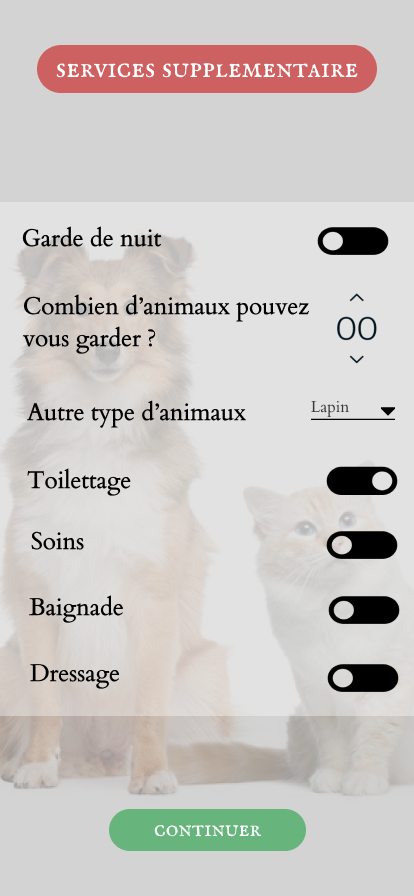 SERVICES SUPPLEMENTAIRE
Garde de nuit
Combien d'animaux pouvez
vous garder ?
00
Autre type d'animaux
Lapin
Toilettage
Soins
Baignade
Dressage
CONTINUER